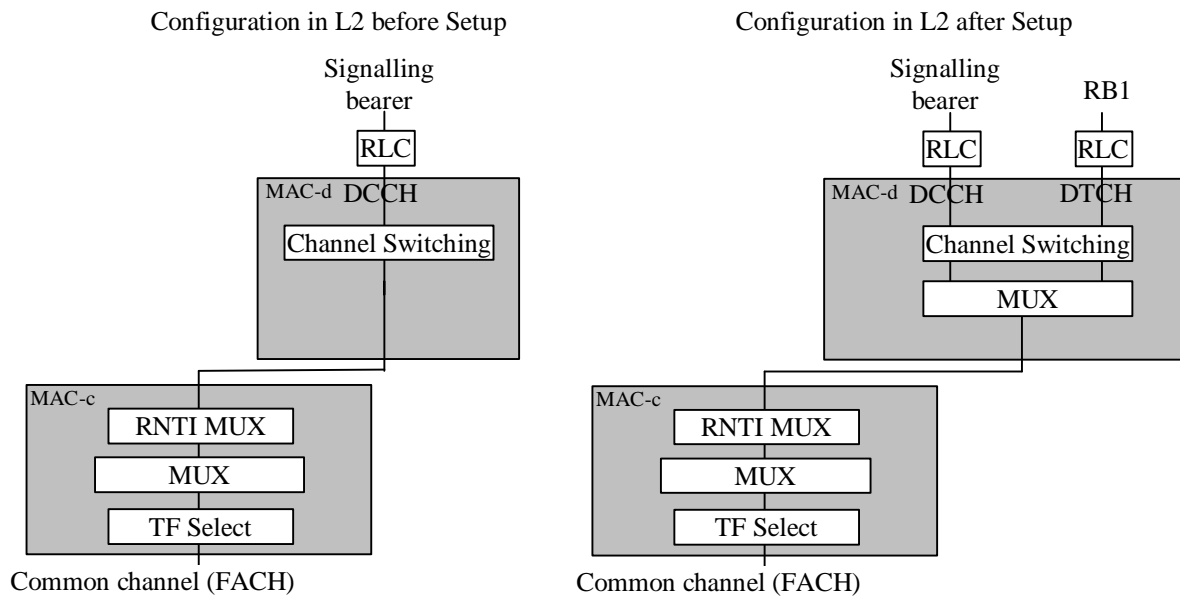 Configuration in L2 before Setup
Signalling
bearer
RLC
MAC-d DCCH
Channel Switching
MAC-c
RNTI MUX
MUX
TF Select
Common channel (FACH)
Configuration in L2 after Setup
Signalling
bearer
RB1
RLC
RLC
MAC-d DCCH
DTCH
Channel Switching
MUX
MAC-c
RNTI MUX
MUX
TF Select
Common channel (FACH)